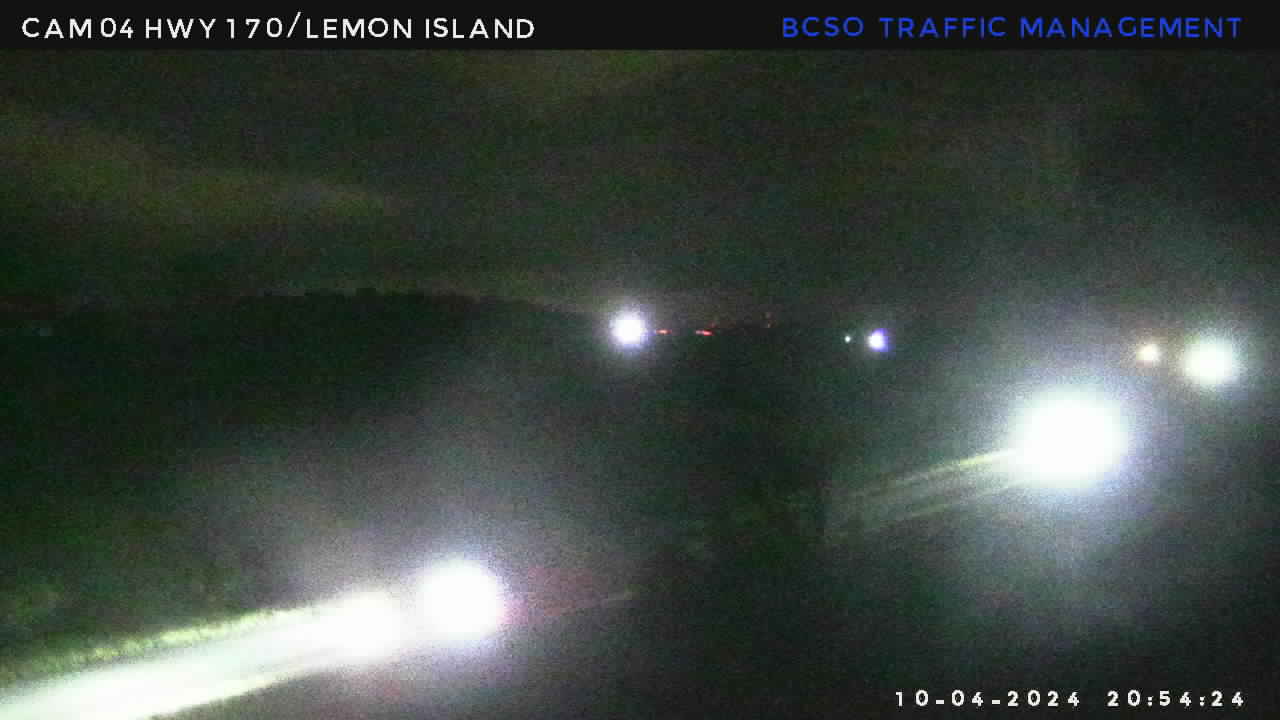 CAM04 HWY 170/LEMON ISLAND
BCSO TRAFFIC MANAGEMENT
10-04-2024 20:54:24